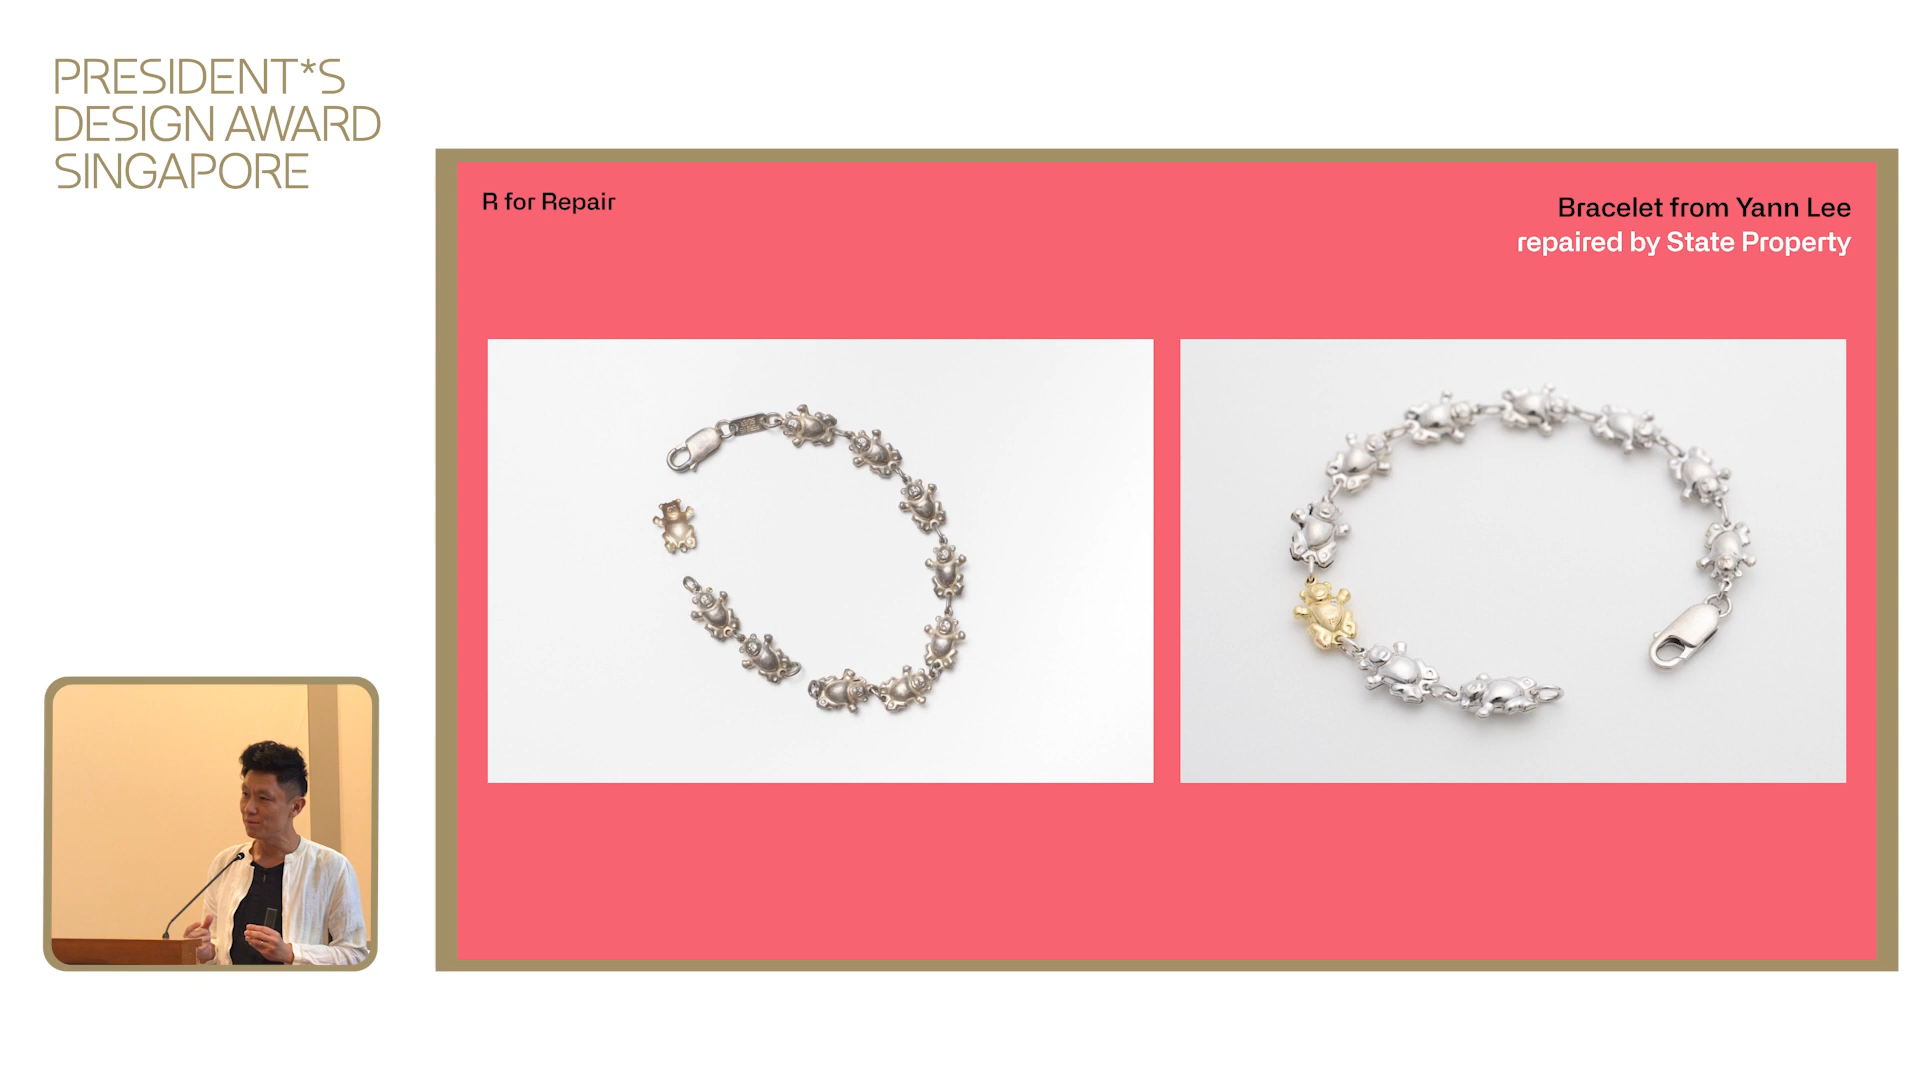 PRESIDENT*S
DESIGN AWARD
SINGAPORE
R for Repair
Bracelet from Yann Lee
repaired by State Property